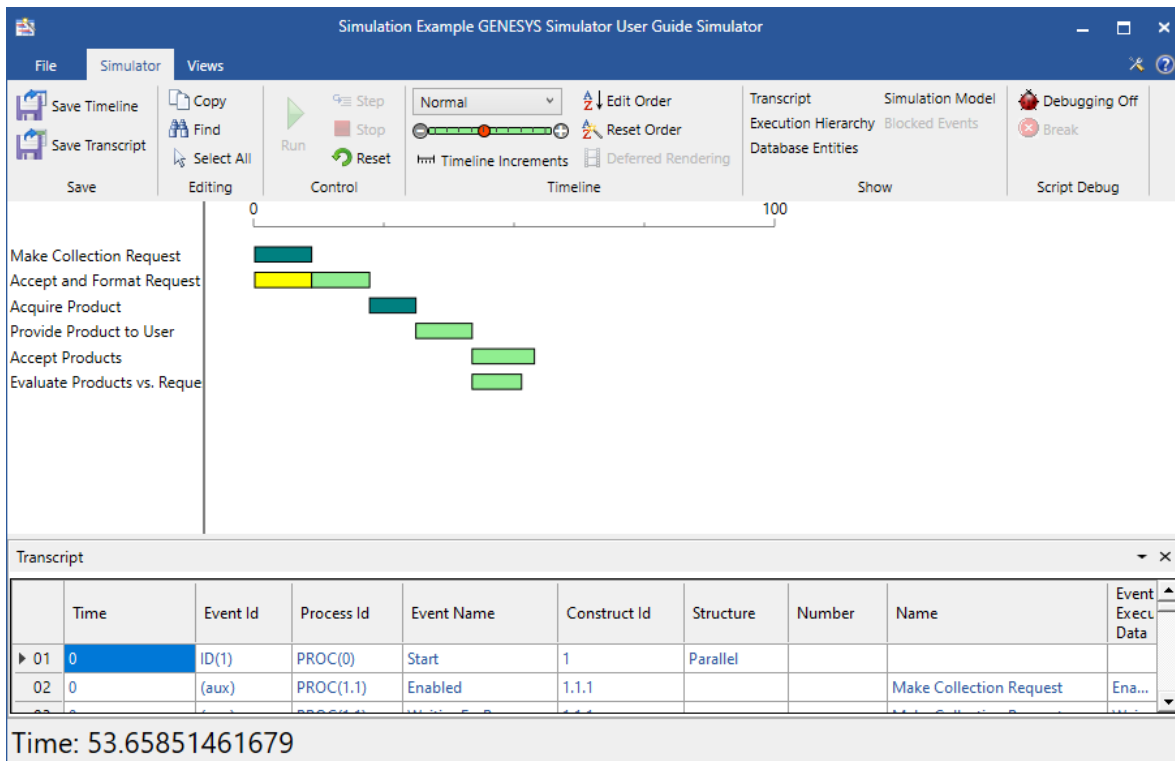 Simulation Example GENESYS Simulator User Guide Simulator
File Simulator Views
Save Timeline
Save Transcript
Save
Copy
Find
Select All
Editing
Run
Step
Stop
Reset
Control
Normal
Timeline Increments
Edit Order
Reset Order
Deferred Rendering
Timeline
Transcript
Execution Hierarchy
Database Entities
Simulation Model
Blocked Events
Show
Debugging Off
Break
Script Debug
0 100
Make Collection Request
Accept and Format Request
Acquire Product
Provide Product to User
Accept Products
Evaluate Products vs. Reque
Transcript
Time Event Id Process Id Event Name Construct Id Structure Number Name Event Execu Data
01 0 ID(1) PROC(0) Start 1 Parallel
02 0 (aux) PROC(1.1) Enabled 1.1.1 Make Collection Request Ena...
Time: 53.65851461679